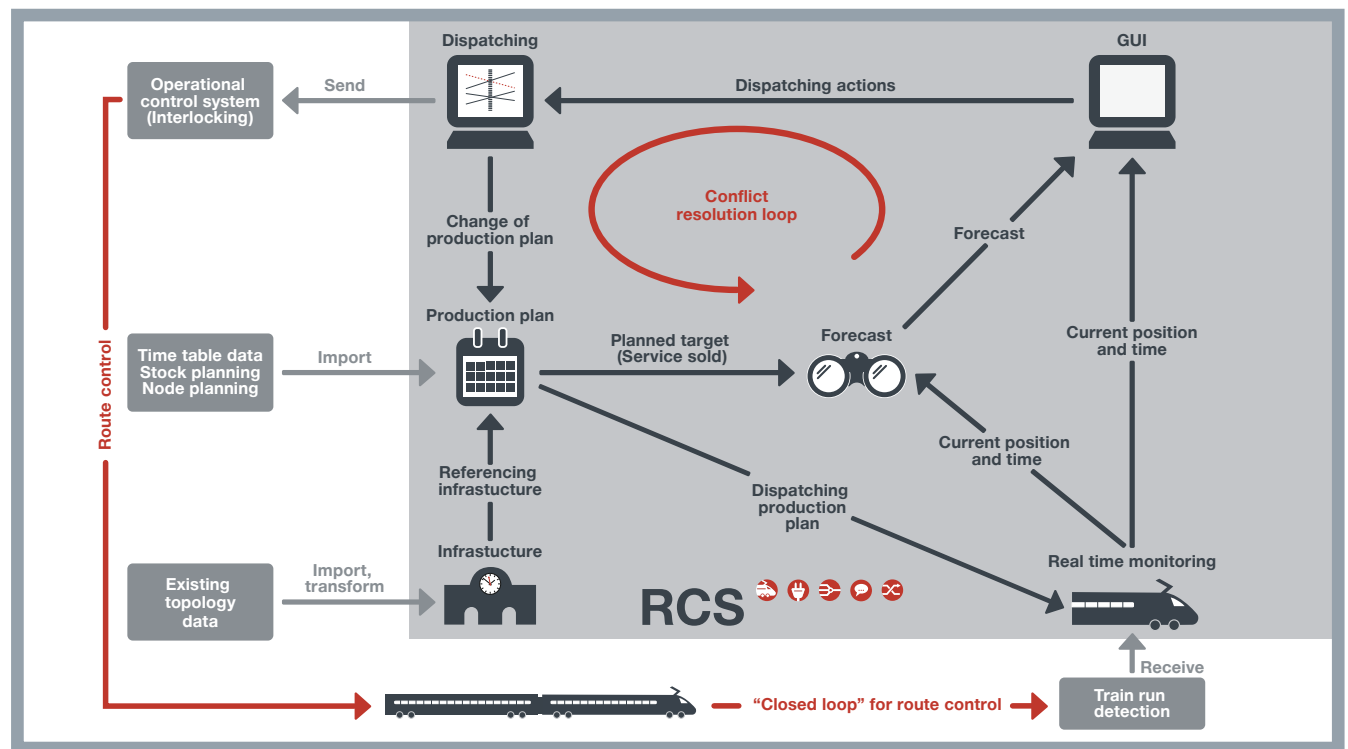 Dispatching
GUI
Operational
control system
(Interlocking)
Send
Dispatching actions
Conflict
resolution loop
Change of
production plan
Forecast
Production plan
Route control
Time table data
Stock planning
Node planning
Import
Planned target
(Service sold)
Forecast
Current position
and time
Current position
and time
Referencing
infrastucture
Dispatching
production
plan
Infrastucture
Real time monitoring
Existing
topology
data
Import,
transform
RCS
Receive
“Closed loop” for route control
Train run
detection